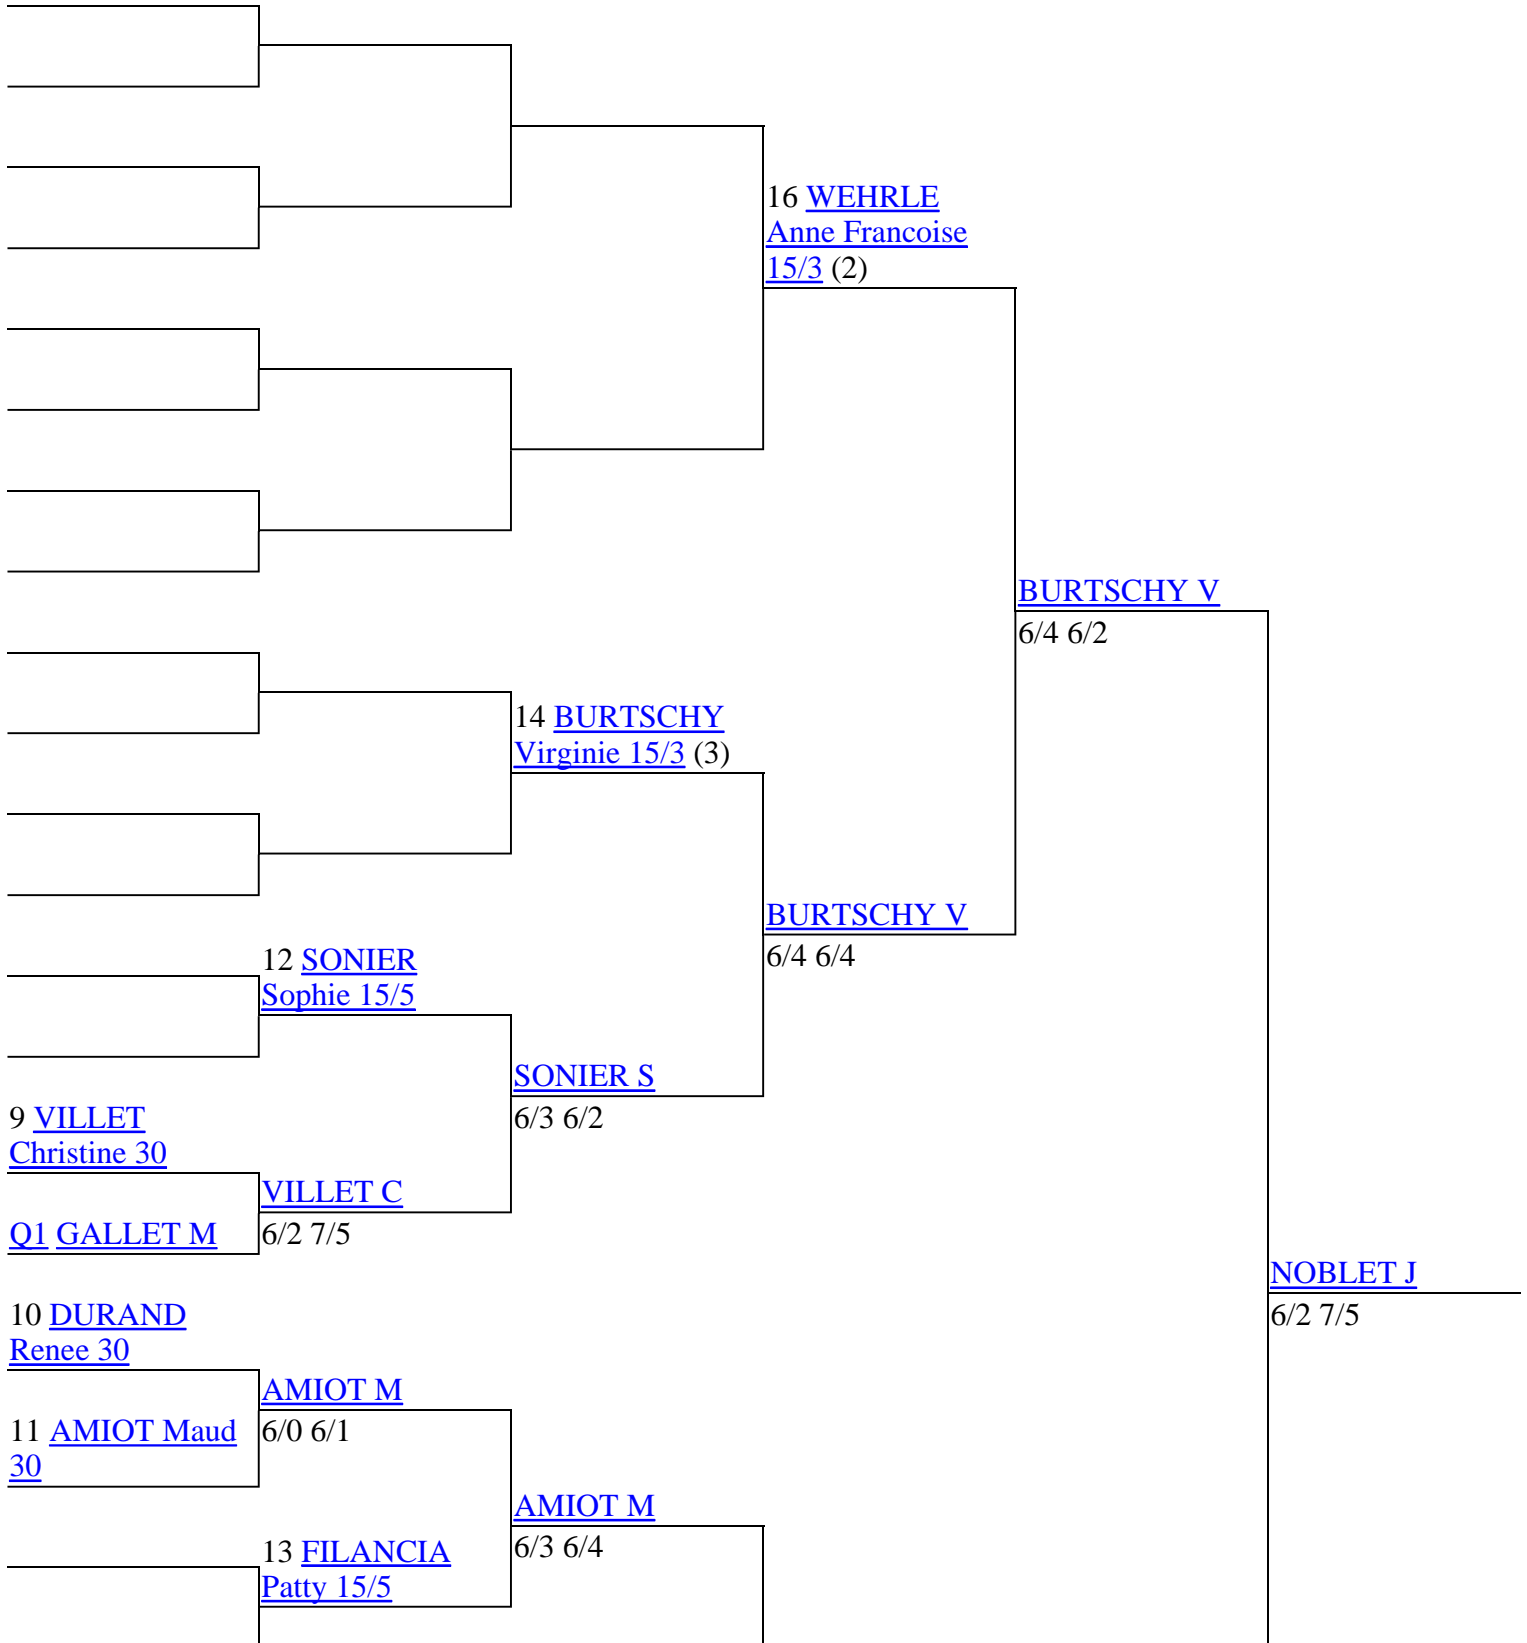 16 WEHRLE
Anne Francoise
15/3 (2)
BURTSCHY V
6/4 6/2
14 BURTSCHY
Virginie 15/3 (3)
BURTSCHY V
6/4 6/4
12 SONIER
Sophie 15/5
SONIER S
6/3 6/2
9 VILLET
Christine 30
VILLET C
6/2 7/5
Q1 GALLET M
NOBLET J
6/2 7/5
10 DURAND
Renee 30
AMIOT M
6/0 6/1
11 AMIOT Maud
30
AMIOT M
6/3 6/4
13 FILANCIA
Patty 15/5